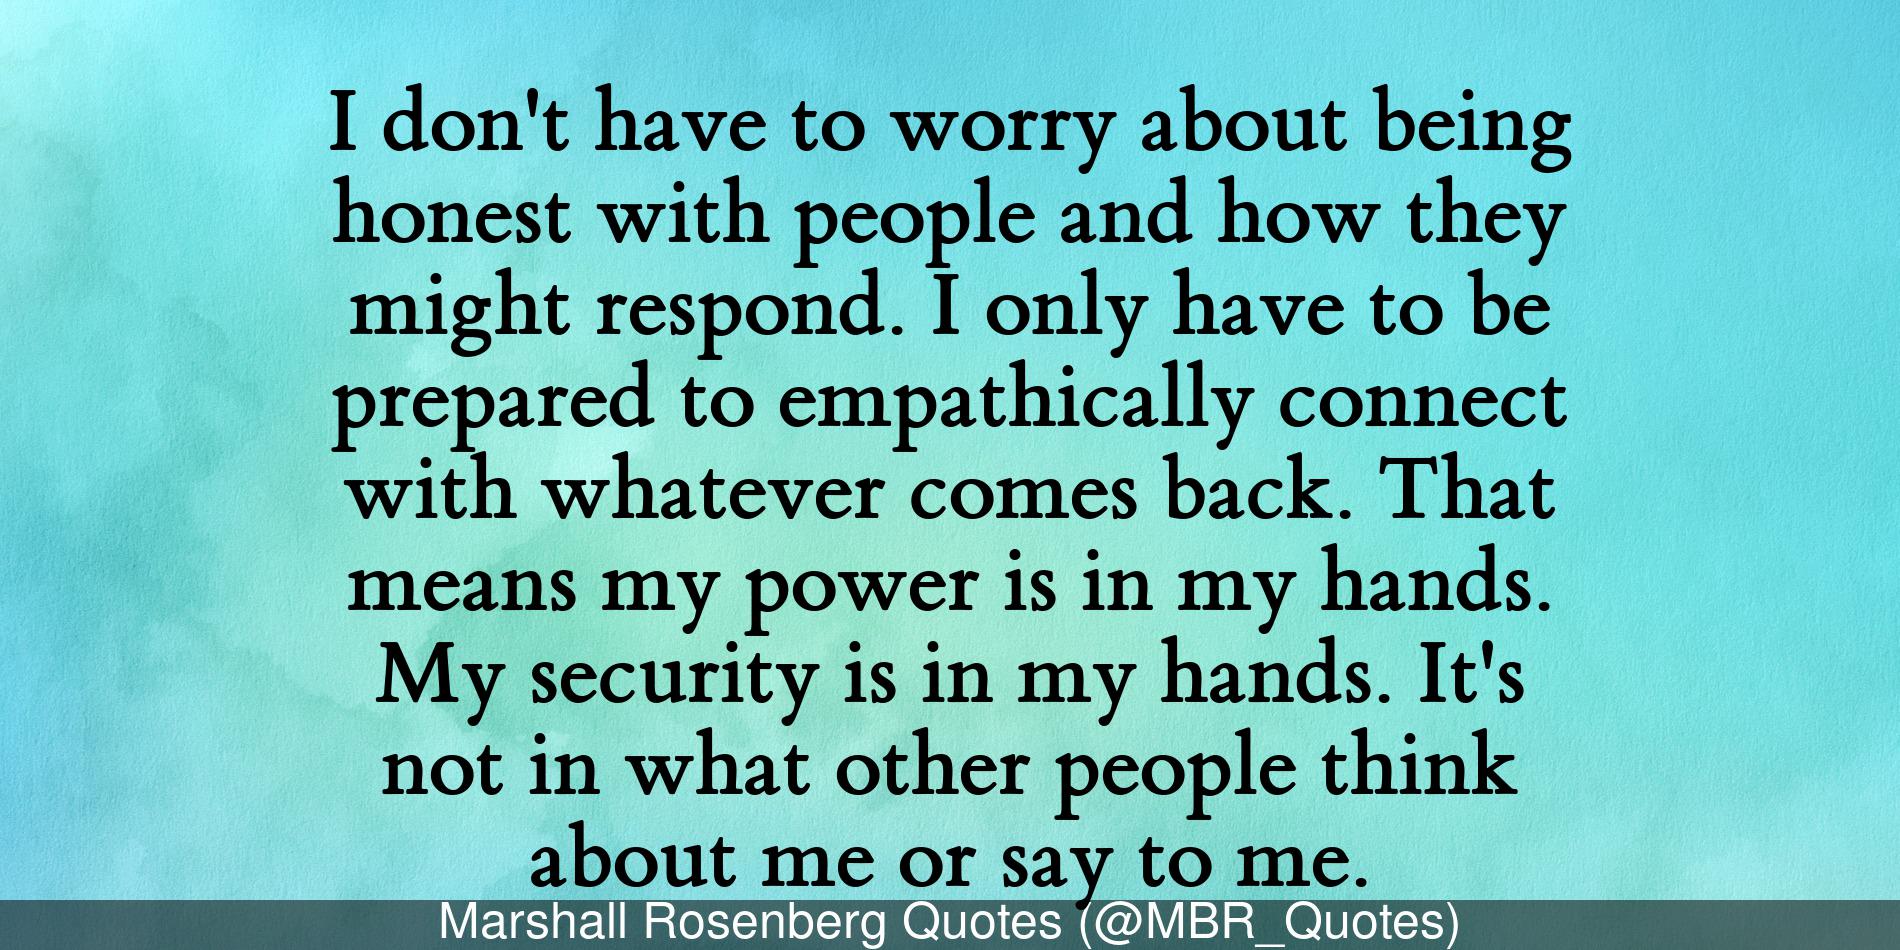 I don't have to worry about being
honest with people and how they
might respond. I only have to be
prepared to empathically connect
with whatever comes back. That
means my power is in my hands.
My security is in my hands. It's
not in what other people think
about me or say to me.
Marshall Rosenberg Quotes (@MBR_Quotes)